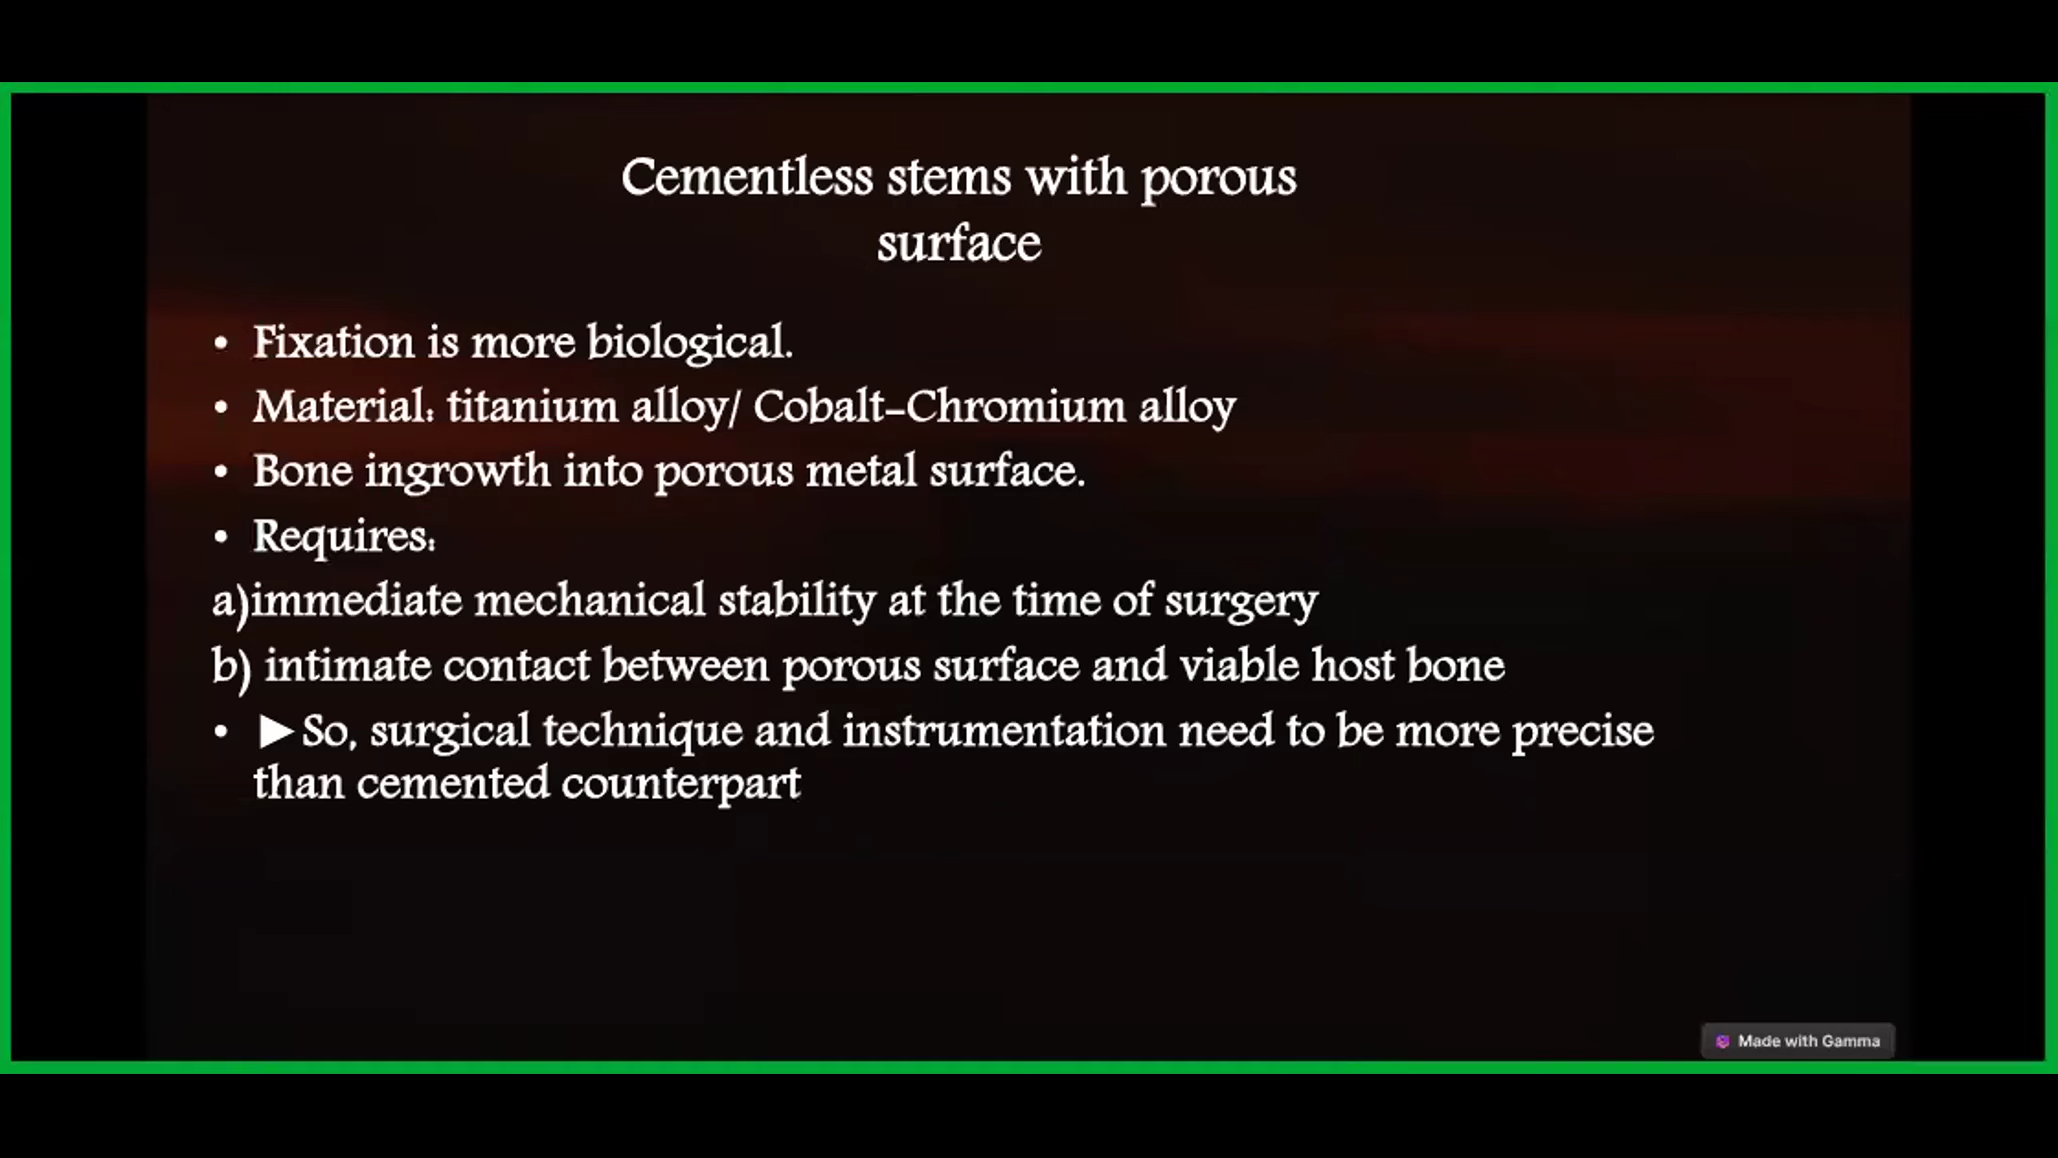 Cementless stems with porous
surface
• Fixation is more biological.
• Material: titanium alloy/ Cobalt-Chromium alloy
• Bone ingrowth into porous metal surface.
• Requires:
a)immediate mechanical stability at the time of surgery
b) intimate contact between porous surface and viable host bone
• ►So, surgical technique and instrumentation need to be more precise
than cemented counterpart
Made with Gamma